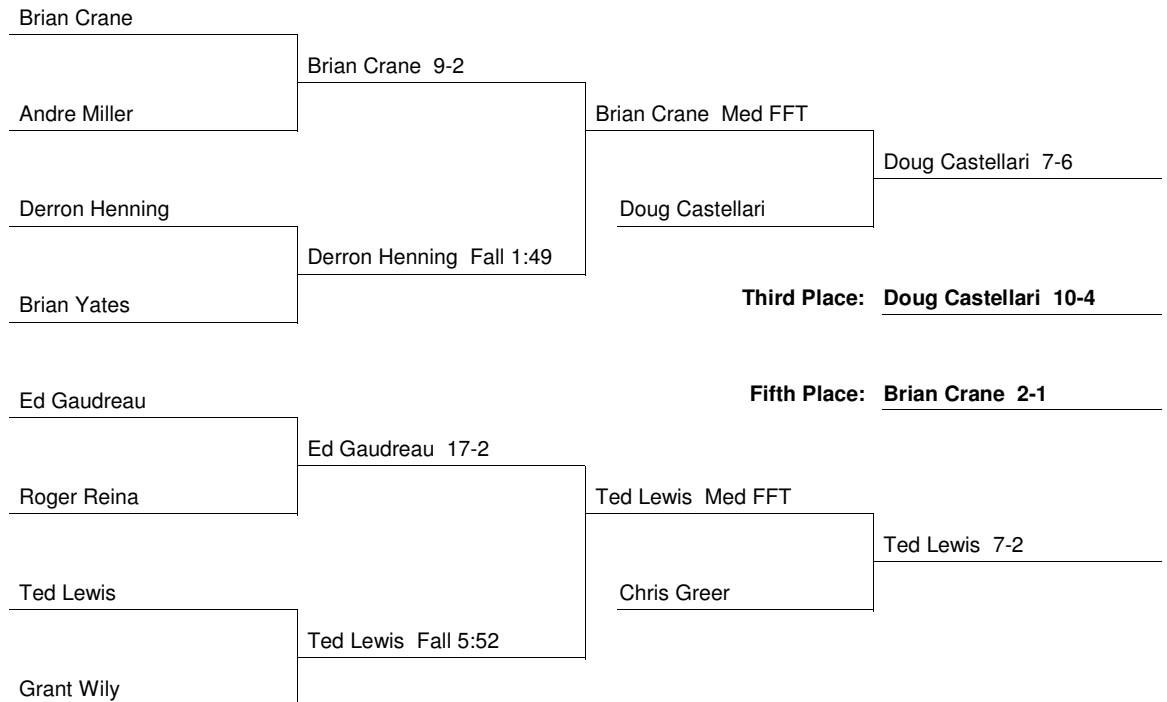 Brian Crane
Brian Crane 9-2
Andre Miller
Brian Crane Med FFT
Doug Castellari 7-6
Derron Henning
Doug Castellari
Derron Henning Fall 1:49
Brian Yates
Third Place: Doug Castellari 10-4
Fifth Place: Brian Crane 2-1
Ed Gaudreau
Ed Gaudreau 17-2
Roger Reina
Ted Lewis Med FFT
Ted Lewis 7-2
Ted Lewis
Chris Greer
Ted Lewis Fall 5:52
Grant Wily